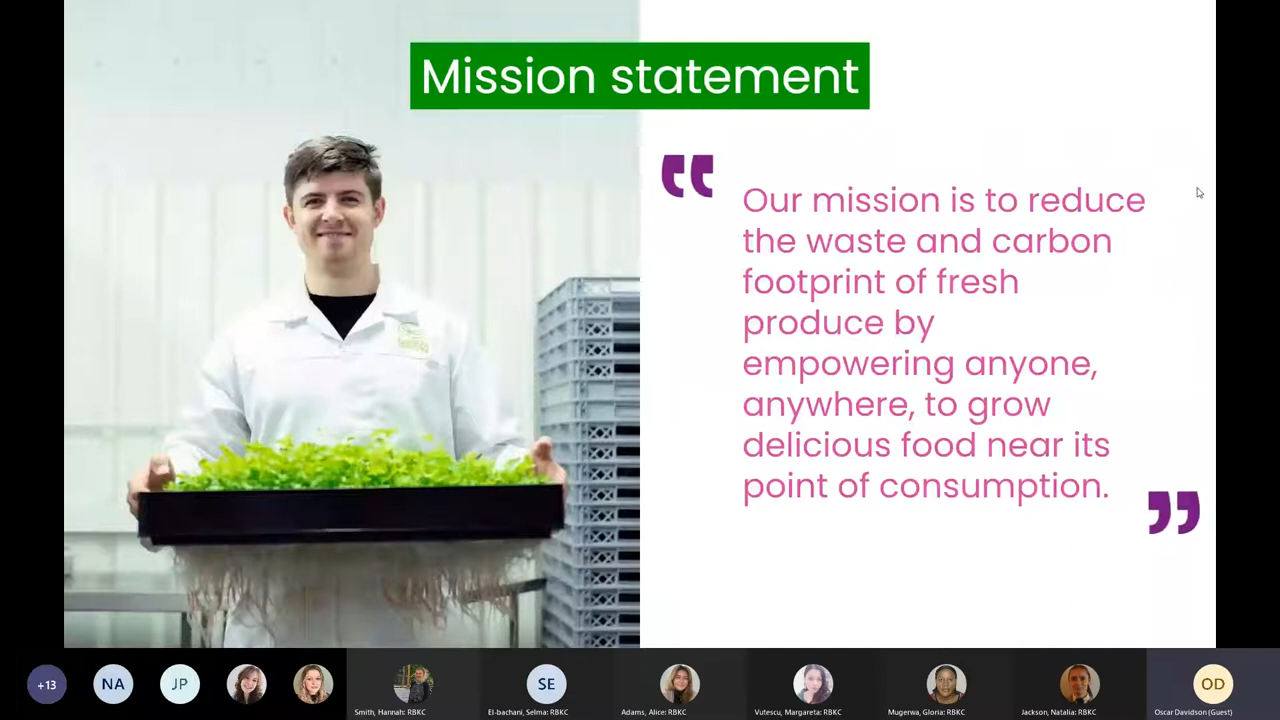 Mission statement
Our mission is to reduce
the waste and carbon
footprint of fresh
produce by
empowering anyone,
anywhere, to grow
delicious food near its
point of consumption.
+13
NA
JP
SE
OD
Smith, Hannah: RBKC
El-bachani, Selma: RBKC
Adams, Alice: RBKC
Vutescu, Margareta: RBKC
Mugerwa, Gloria: RBKC
Jackson, Natalia: RBKC
Oscar Davidson (Guest)